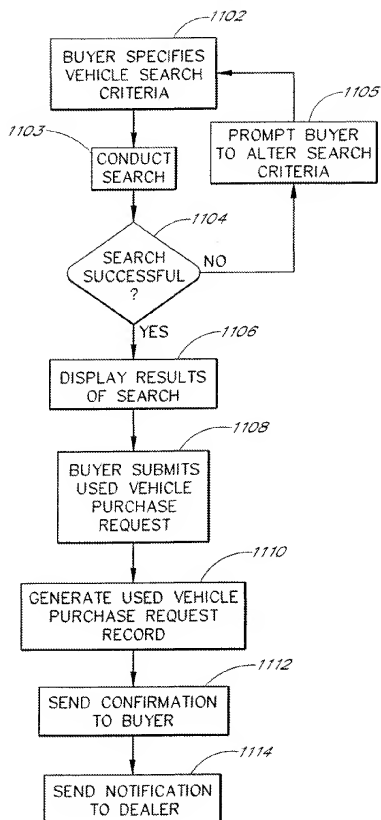 1102
BUYER SPECIFIES
VEHICLE SEARCH
CRITERIA
1105
PROMPT BUYER
TO ALTER SEARCH
CRITERIA
1103
CONDUCT
SEARCH
1104
SEARCH
SUCCESSFUL
?
NO
YES
1106
DISPLAY RESULTS
OF SEARCH
1108
BUYER SUBMITS
USED VEHICLE
PURCHASE
REQUEST
1110
GENERATE USED VEHICLE
PURCHASE REQUEST
RECORD
1112
SEND CONFIRMATION
TO BUYER
1114
SEND NOTIFICATION
TO DEALER